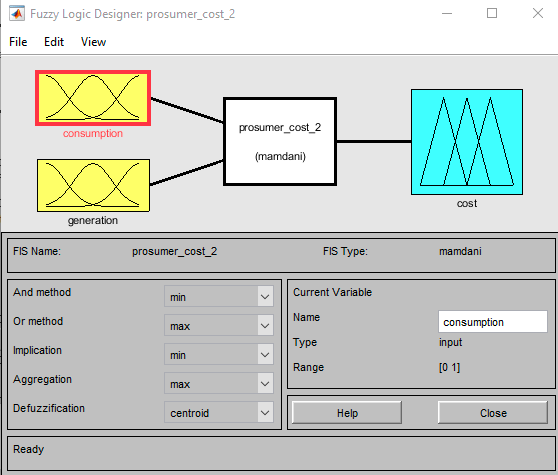 Fuzzy Logic Designer: prosumer_cost_2
File Edit View
consumption
prosumer_cost_2
(mamdani)
generation
cost
FIS Name: prosumer_cost_2 FIS Type: mamdani
And method min
Or method max
Implication min
Aggregation max
Defuzzification centroid
Current Variable
Name consumption
Type input
Range [0 1]
Help Close
Ready